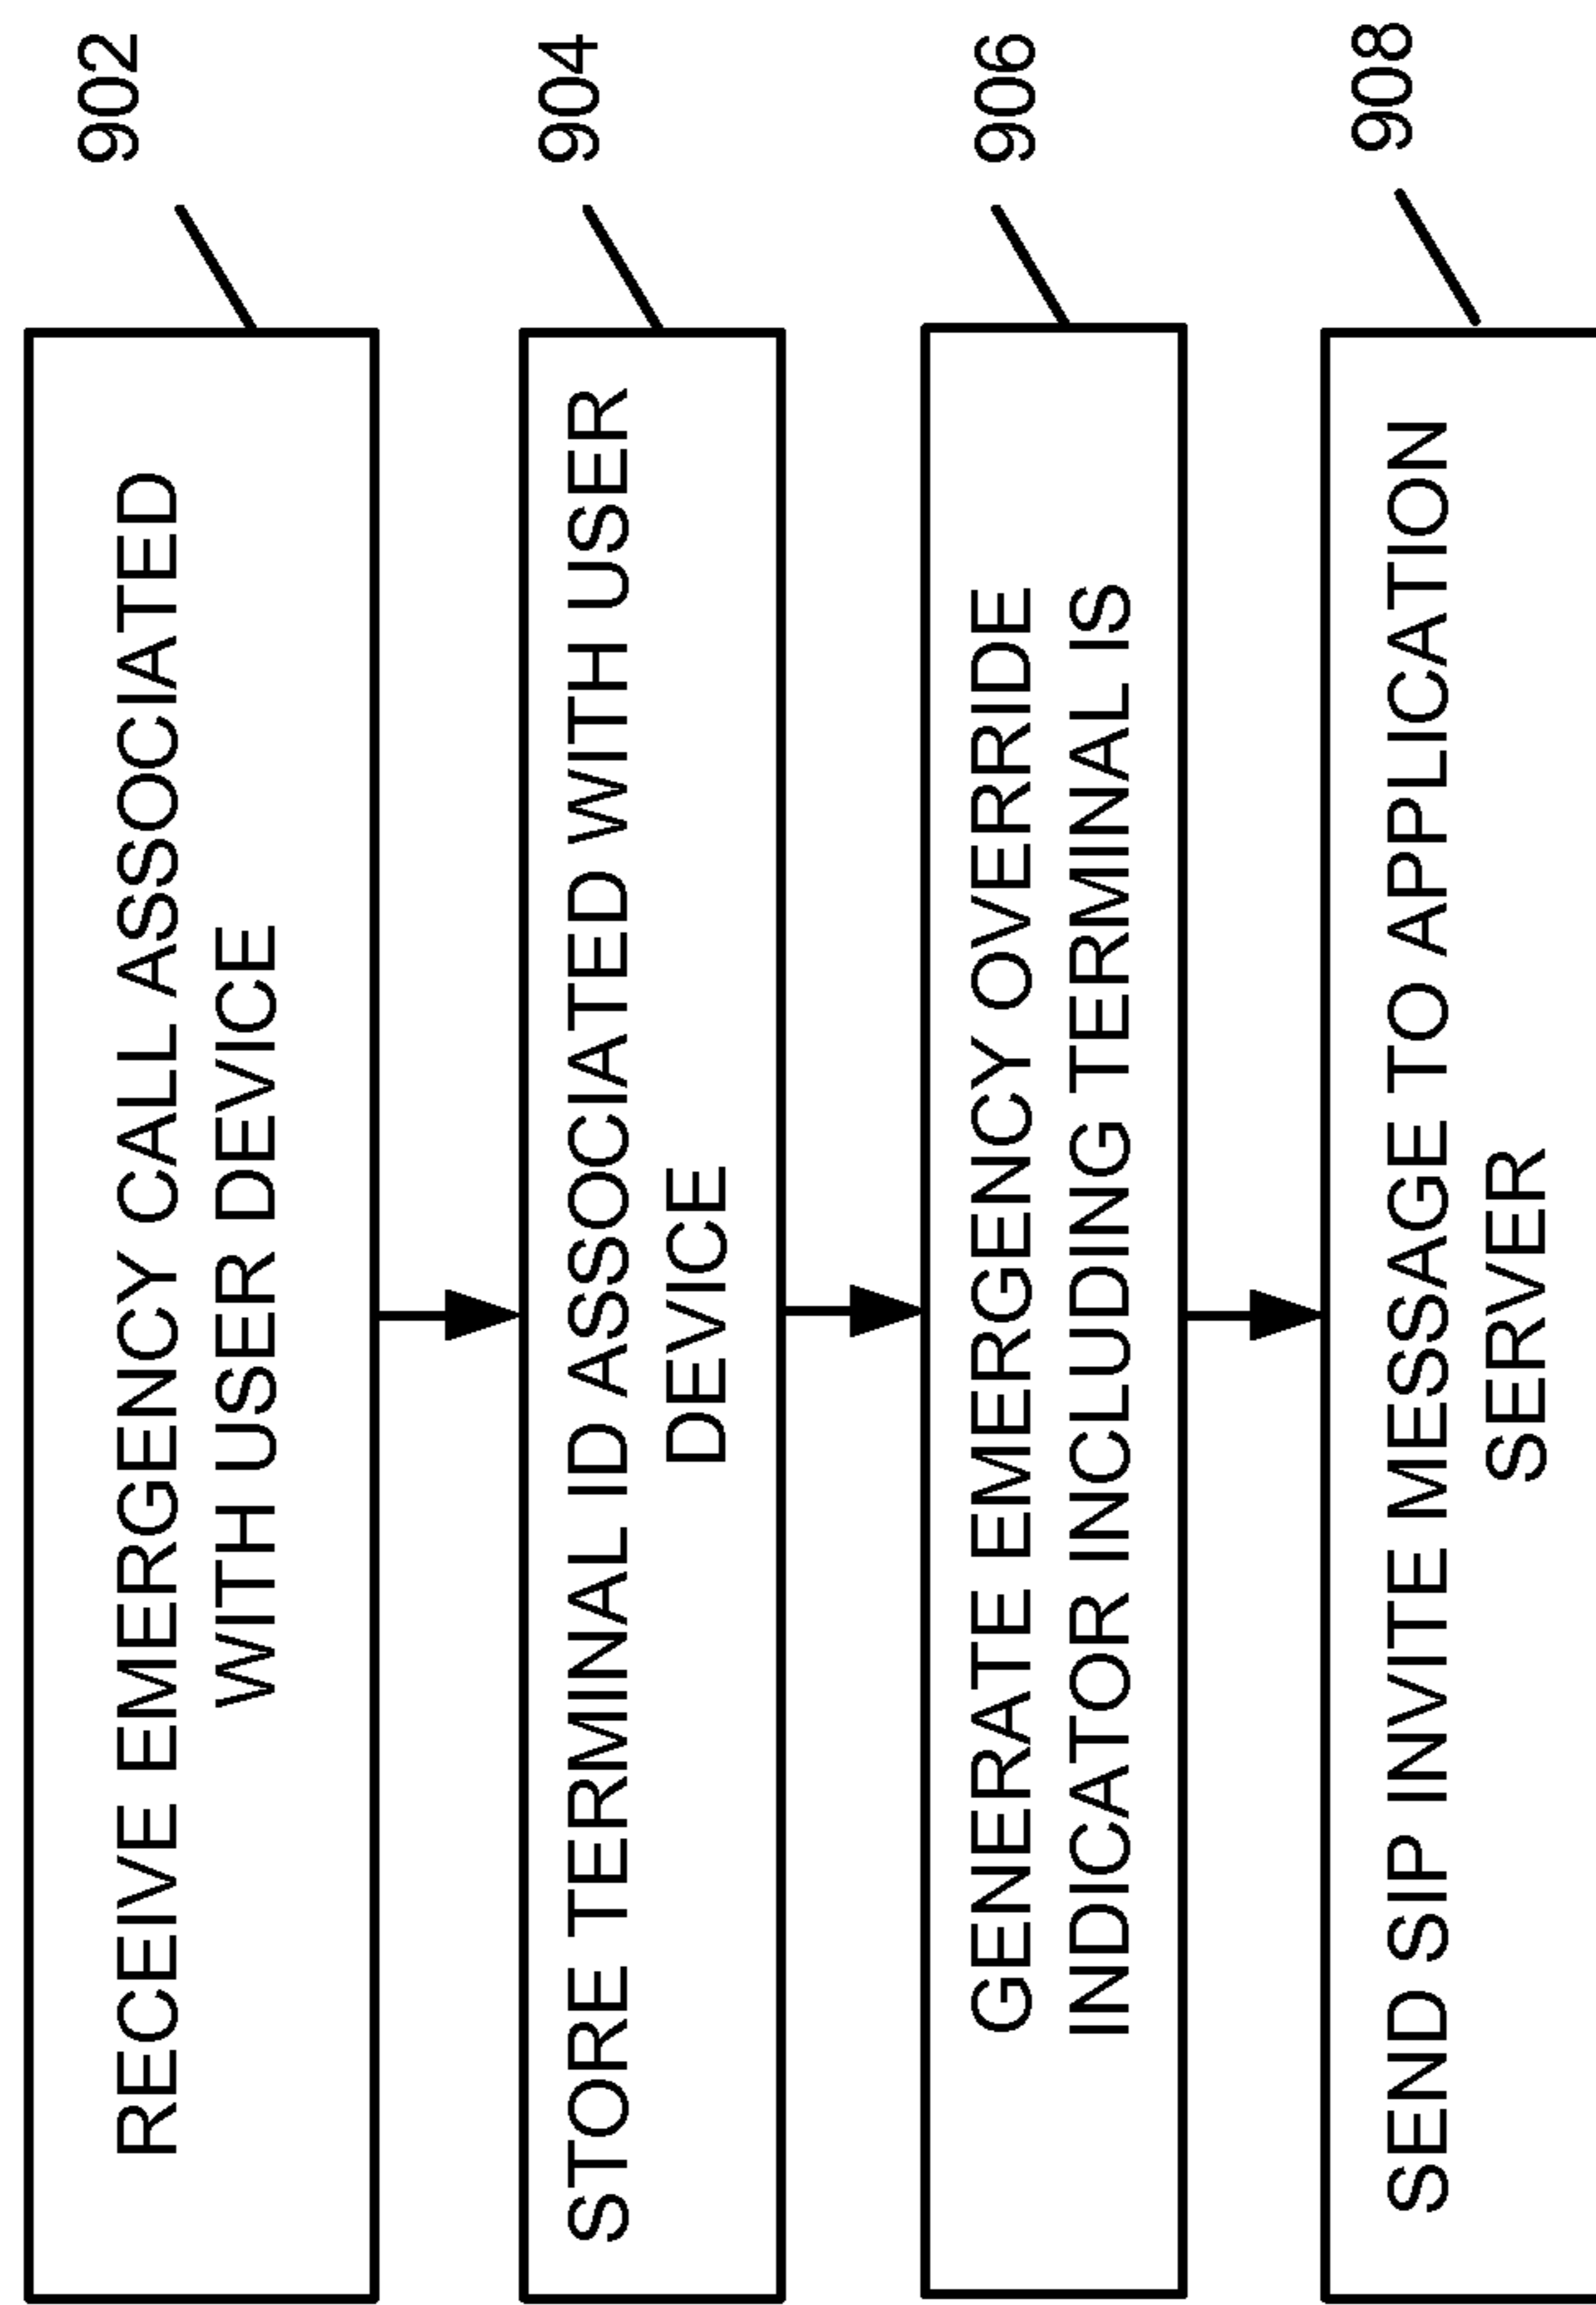 902
RECEIVE EMERGENCY CALL ASSOCIATED
WITH USER DEVICE
904
STORE TERMINAL ID ASSOCIATED WITH USER
DEVICE
906
GENERATE EMERGENCY OVERRIDE
INDICATOR INCLUDING TERMINAL IS
908
SEND SIP INVITE MESSAGE TO APPLICATION
SERVER